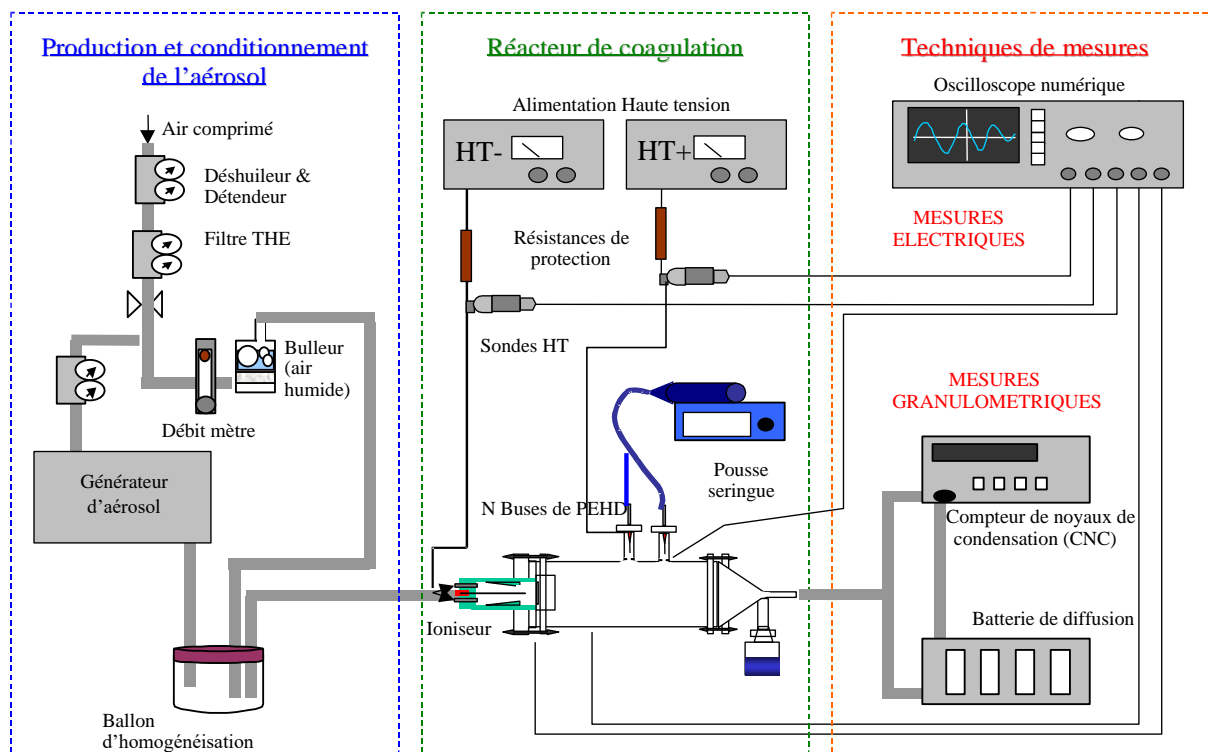 Production et conditionnement
de l'aérosol
Air comprimé
Déshuileur &
Détendeur
Filtre THE
Bulleur
(air
humide)
Débit mètre
Générateur
d'aérosol
Ballon
d'homogénéisation
Réacteur de coagulation
Alimentation Haute tension
HT-
HT+
Résistances de
protection
Sondes HT
Pousse
seringue
N Buses de PEHD
Ioniseur
Techniques de mesures
Oscilloscope numérique
MESURES
ELECTRIQUES
MESURES
GRANULOMETRIQUES
Compteur de noyaux de
condensation (CNC)
Batterie de diffusion